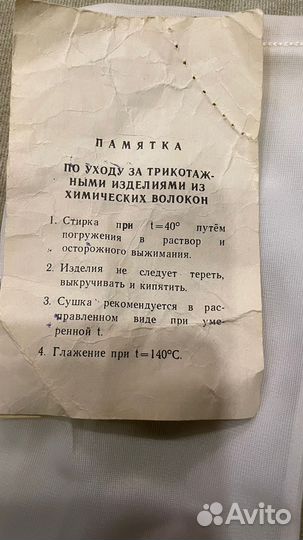 ПАМЯТКА
ПО УХОДУ ЗА ТРИКОТАЖ-
НЫМИ ИЗДЕЛИЯМИ ИЗ
ХИМИЧЕСКИХ ВОЛОКОН
1. Стирка при t=40° путём
погружения в раствор и
осторожного выжимания.
2. Изделия не следует тереть,
выкручивать и кипятить.
3. Сушка рекомендуется в рас-
правленном виде при уме-
ренной t.
4. Глажение при t=140°С.
Avito